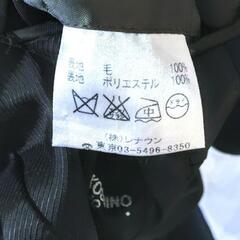 表地 毛 100%
裏地 ポリエステル 100%
(株)レナウン
東京03-5496-8350